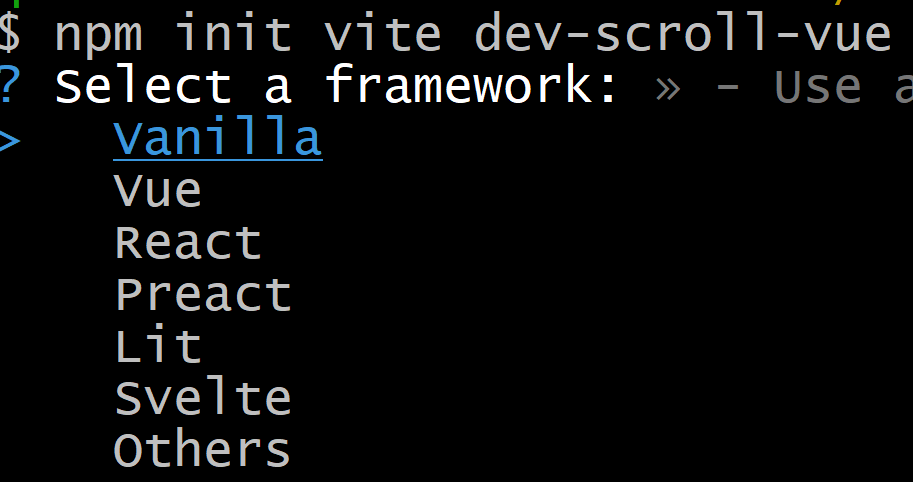 $ npm init vite dev-scroll-vue
? Select a framework: » - Use a
> Vanilla
Vue
React
Preact
Lit
Svelte
Others